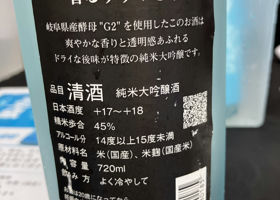 岐阜県産酵母"G2"を使用したこのお酒は
爽やかな香りと透明感あふれる
ドライな後味が特徴の純米大吟醸です。
品目 清酒 純米大吟醸酒
日本酒度 +17～+18
精米歩合 45%
アルコール分 14度以上15度未満
原材料名 米(国産)、米麹(国産米)
内容量 720ml
飲み方 よく冷やして